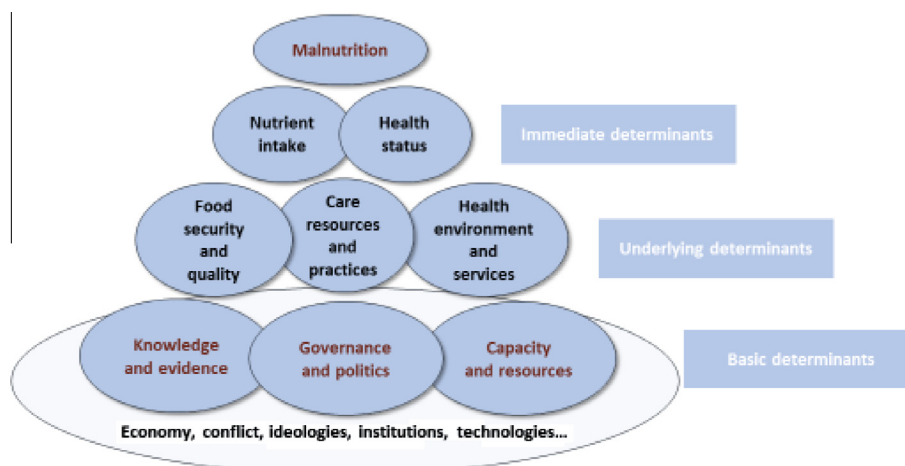 Malnutrition
Nutrient
intake
Health
status
Immediate determinants
Food
security
and
quality
Care
resources
and
practices
Health
environment
and
services
Underlying determinants
Knowledge
and evidence
Governance
and politics
Capacity
and resources
Basic determinants
Economy, conflict, ideologies, institutions, technologies...